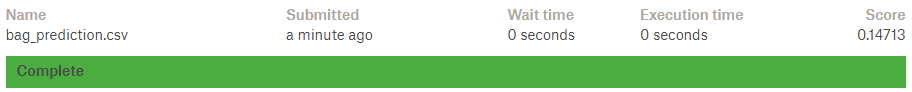 Name Submitted Wait time Execution time Score
bag_prediction.csv a minute ago 0 seconds 0 seconds 0.14713
Complete